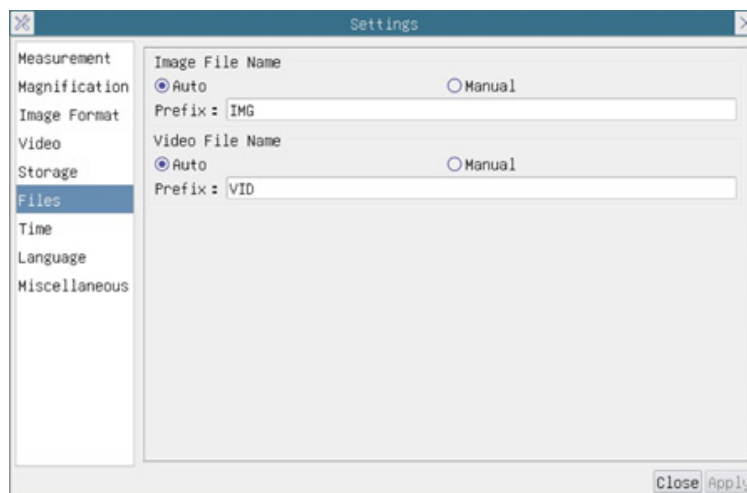 Settings
Measurement
Magnification
Image Format
Video
Storage
Files
Time
Language
Miscellaneous
Image File Name
Auto
Manual
Prefix: IMG
Video File Name
Auto
Manual
Prefix: VID
Close
Apply